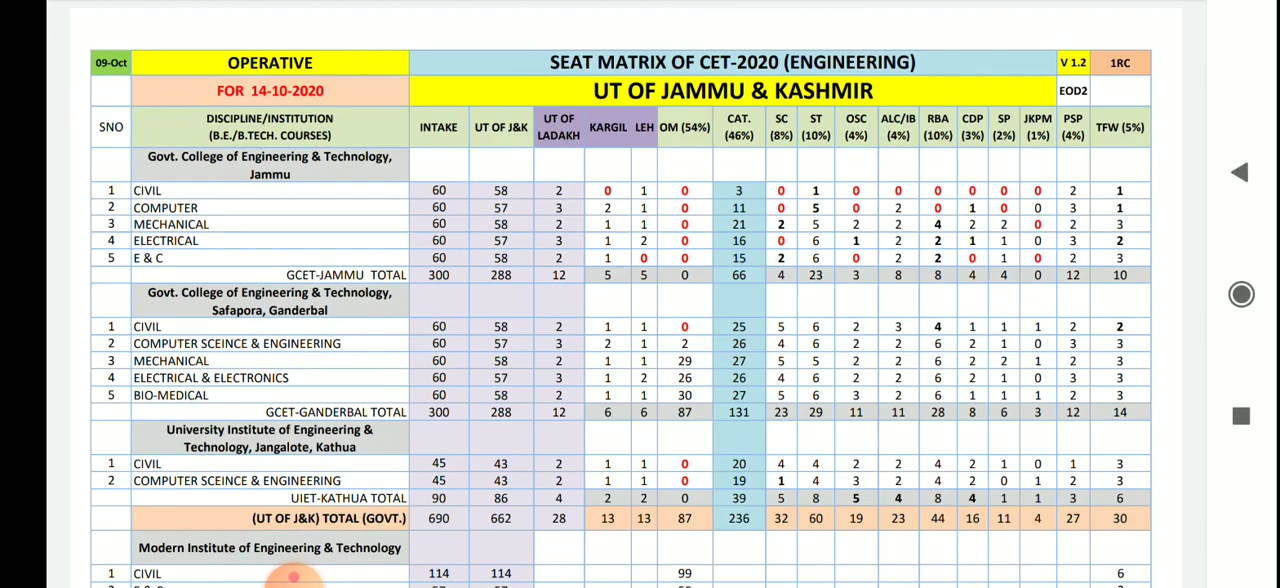 09-Oct OPERATIVE SEAT MATRIX OF CET-2020 (ENGINEERING) V 1.2 1RC
FOR 14-10-2020 UT OF JAMMU & KASHMIR EOD2
SNO DISCIPLINE/INSTITUTION (B.E./B.TECH. COURSES) INTAKE UT OF J&K UT OF LADAKH KARGIL LEH OM (54%) CAT. (46%) SC (8%) ST (10%) OSC (4%) ALC/IB (4%) RBA (10%) CDP (3%) SP (2%) JKPM (1%) PSP (4%) TFW (5%)
Govt. College of Engineering & Technology,
Jammu
1 CIVIL 60 58 2 0 1 0 3 0 1 0 0 0 0 0 0 2 1
2 COMPUTER 60 57 3 2 1 0 11 0 5 0 2 0 1 0 0 3 1
3 MECHANICAL 60 58 2 1 1 0 21 2 5 2 2 4 2 2 0 2 3
4 ELECTRICAL 60 57 3 1 2 0 16 0 6 1 2 2 1 1 0 3 2
5 E & C 60 58 2 1 0 0 15 2 6 0 2 2 0 1 0 2 3
GCET-JAMMU TOTAL 300 288 12 5 5 0 66 4 23 3 8 8 4 4 0 12 10
Govt. College of Engineering & Technology,
Safapora, Ganderbal
1 CIVIL 60 58 2 1 1 0 25 5 6 2 3 4 1 1 1 2 2
2 COMPUTER SCEINCE & ENGINEERING 60 57 3 2 1 2 26 4 6 2 2 6 2 1 0 3 3
3 MECHANICAL 60 58 2 1 1 29 27 5 5 2 2 6 2 2 1 2 3
4 ELECTRICAL & ELECTRONICS 60 57 3 1 2 26 26 4 6 2 2 6 2 1 0 3 3
5 BIO-MEDICAL 60 58 2 1 1 30 27 5 6 3 2 6 1 1 1 2 3
GCET-GANDERBAL TOTAL 300 288 12 6 6 87 131 23 29 11 11 28 8 6 3 12 14
University Institute of Engineering &
Technology, Jangalote, Kathua
1 CIVIL 45 43 2 1 1 0 20 4 4 2 2 4 2 1 0 1 3
2 COMPUTER SCEINCE & ENGINEERING 45 43 2 1 1 0 19 1 4 3 2 4 2 0 1 2 3
UIET-KATHUA TOTAL 90 86 4 2 2 0 39 5 8 5 4 8 4 1 1 3 6
(UT OF J&K) TOTAL (GOVT.) 690 662 28 13 13 87 236 32 60 19 23 44 16 11 4 27 30
Modern Institute of Engineering & Technology
1 CIVIL 114 114 99 6